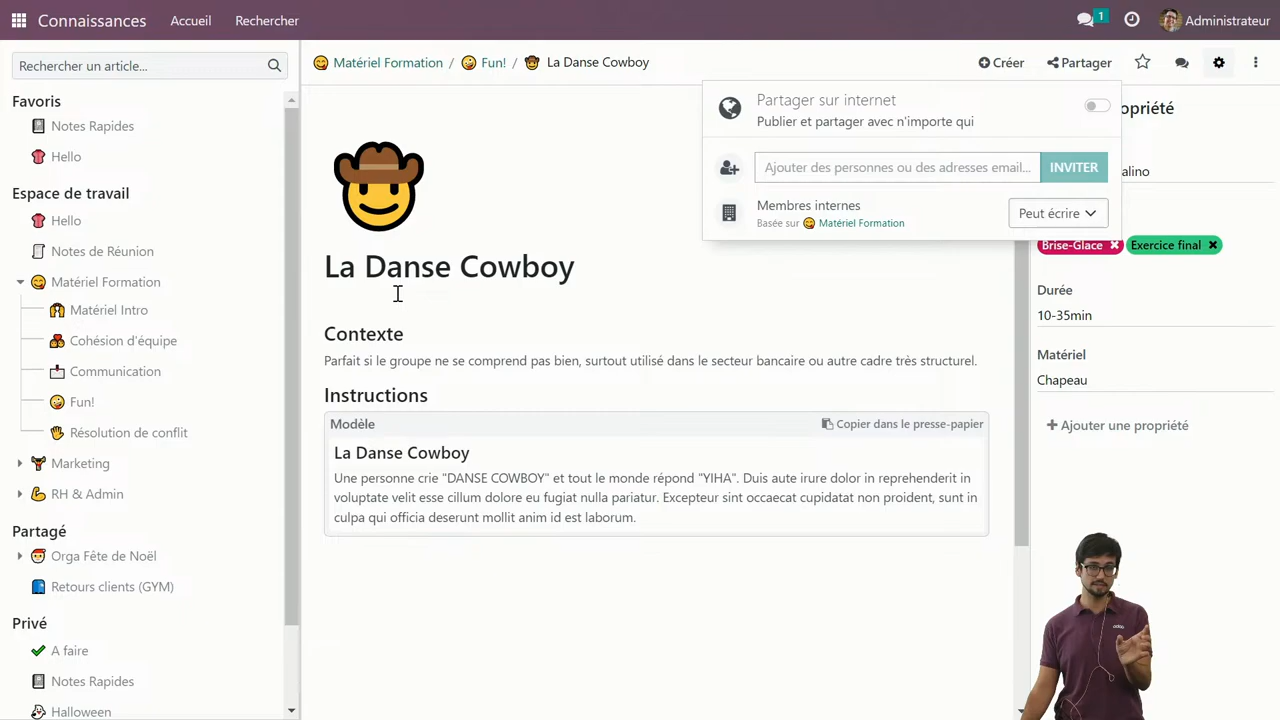 Connaissances Accueil Rechercher 1 Administrateur
Rechercher un article...
Favoris
Notes Rapides
Hello
Espace de travail
Hello
Notes de Réunion
Matériel Formation
Matériel Intro
Cohésion d'équipe
Communication
Fun!
Résolution de conflit
Marketing
RH & Admin
Partagé
Orga Fête de Noël
Retours clients (GYM)
Privé
A faire
Notes Rapides
Halloween
Matériel Formation / Fun! / La Danse Cowboy
Créer Partager
Partager sur internet
Publier et partager avec n'importe qui
Ajouter des personnes ou des adresses email... INVITER
Membres internes
Basée sur Matériel Formation
Peut écrire
La Danse Cowboy
Contexte
Parfait si le groupe ne se comprend pas bien, surtout utilisé dans le secteur bancaire ou autre cadre très structurel.
Instructions
Modèle Copier dans le presse-papier
La Danse Cowboy
Une personne crie "DANSE COWBOY" et tout le monde répond "YIHA". Duis aute irure dolor in reprehenderit in
voluptate velit esse cillum dolore eu fugiat nulla pariatur. Excepteur sint occaecat cupidatat non proident, sunt in
culpa qui officia deserunt mollit anim id est laborum.
opriété
alino
Brise-Glace Exercice final
Durée
10-35min
Matériel
Chapeau
Ajouter une propriété
odoo